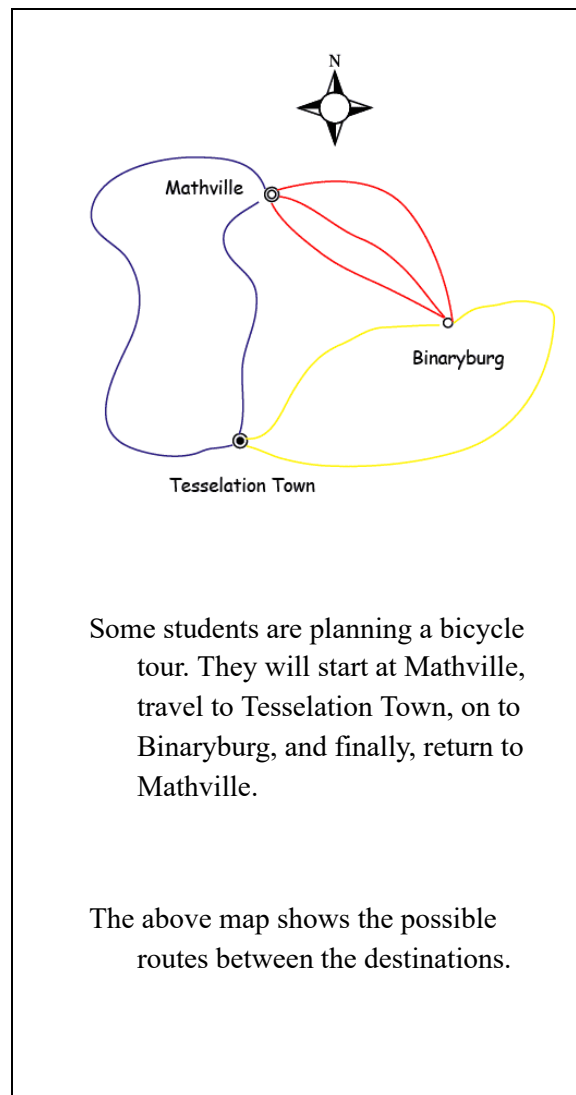 N
Mathville
Binaryburg
Tesselation Town
Some students are planning a bicycle
tour. They will start at Mathville,
travel to Tesselation Town, on to
Binaryburg, and finally, return to
Mathville.
The above map shows the possible
routes between the destinations.